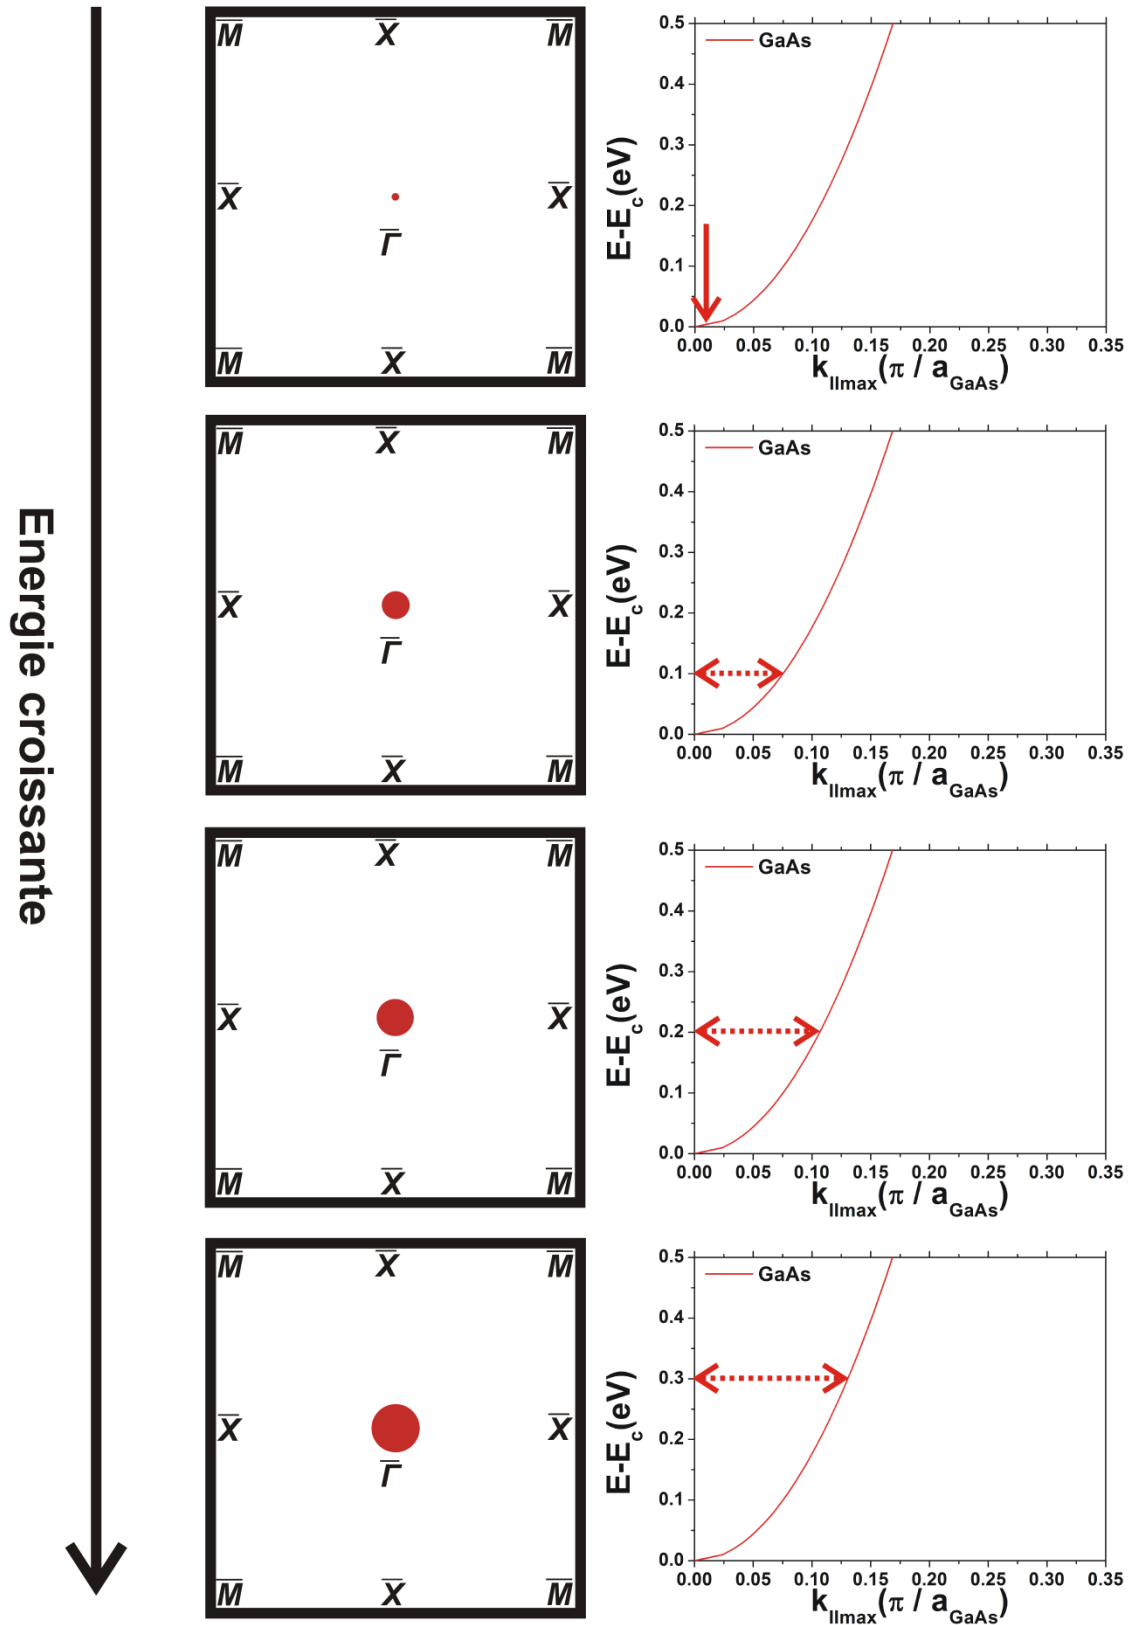 Energie croissante
M̅ X̅ M̅
X̅ X̅
Γ̅
M̅ X̅ M̅
0.5
GaAs
0.4
0.3
0.2
0.1
0.0
E-Ec(eV)
0.00 0.05 0.10 0.15 0.20 0.25 0.30 0.35
kIImax(π / aGaAs)
M̅ X̅ M̅
X̅ X̅
Γ̅
M̅ X̅ M̅
0.5
GaAs
0.4
0.3
0.2
0.1
0.0
E-Ec(eV)
0.00 0.05 0.10 0.15 0.20 0.25 0.30 0.35
kIImax(π / aGaAs)
M̅ X̅ M̅
X̅ X̅
Γ̅
M̅ X̅ M̅
0.5
GaAs
0.4
0.3
0.2
0.1
0.0
E-Ec(eV)
0.00 0.05 0.10 0.15 0.20 0.25 0.30 0.35
kIImax(π / aGaAs)
M̅ X̅ M̅
X̅ X̅
Γ̅
M̅ X̅ M̅
0.5
GaAs
0.4
0.3
0.2
0.1
0.0
E-Ec(eV)
0.00 0.05 0.10 0.15 0.20 0.25 0.30 0.35
kIImax(π / aGaAs)